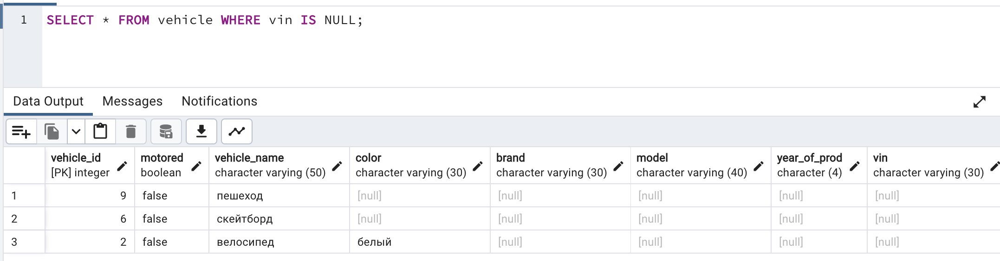 1 SELECT * FROM vehicle WHERE vin IS NULL;
Data Output Messages Notifications
vehicle_id motored vehicle_name color brand model year_of_prod vin
[PK] integer boolean character varying (50) character varying (30) character varying (30) character varying (40) character (4) character varying (30)
1 9 false пешеход [null] [null] [null] [null] [null]
2 6 false скейтборд [null] [null] [null] [null] [null]
3 2 false велосипед белый [null] [null] [null] [null]